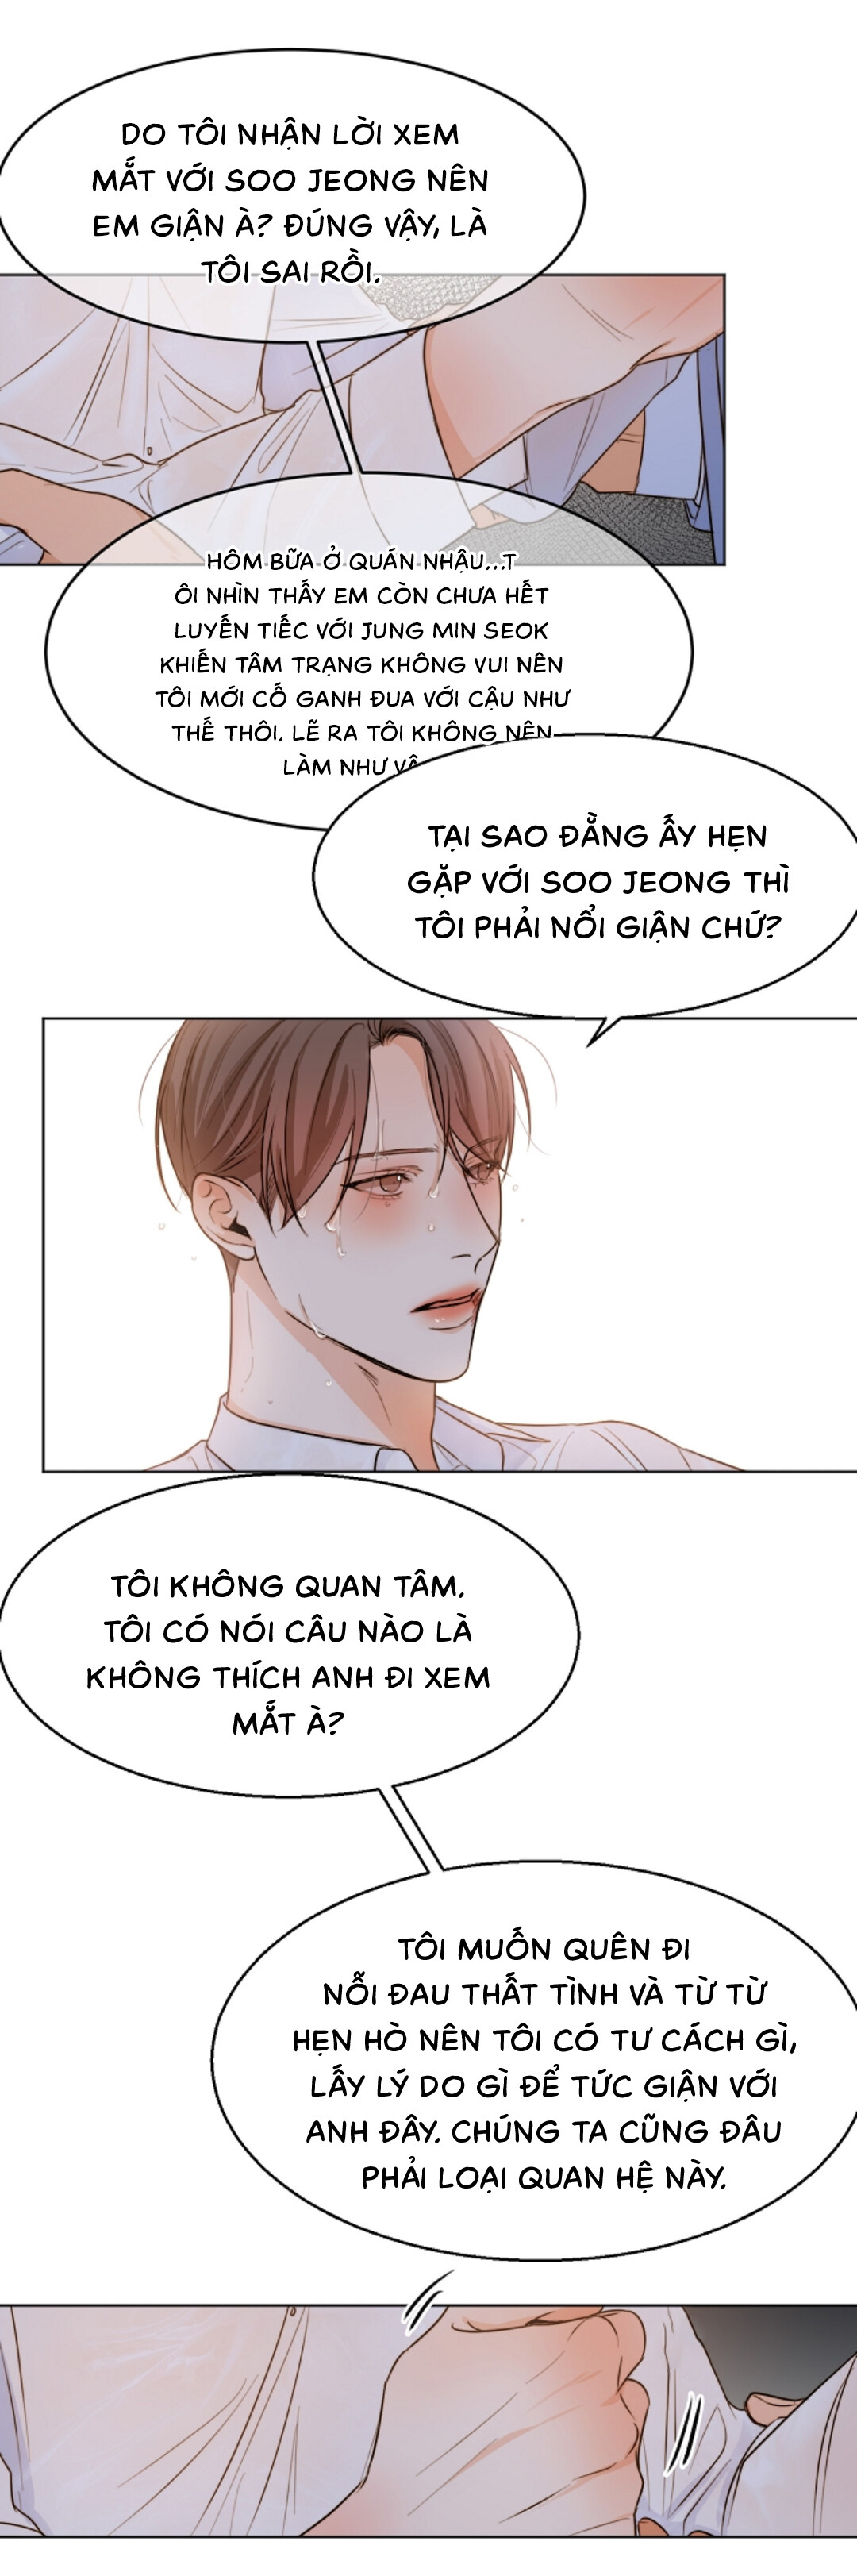 DO TÔI NHẬN LỜI XEM
MẮT VỚI SOO JEONG NÊN
EM GIẬN À? ĐÚNG VẬY, LÀ
TÔI SAI RỒI.
HÔM BỮA Ở QUÁN NHẬU...T
ÔI NHÌN THẤY EM CÒN CHƯA HẾT
LUYẾN TIẾC VỚI JUNG MIN SEOK
KHIẾN TÂM TRẠNG KHÔNG VUI NÊN
TÔI MỚI CỐ GANH ĐUA VỚI CẬU NHƯ
THẾ THÔI. LẼ RA TÔI KHÔNG NÊN
LÀM NHƯ
TẠI SAO ĐẰNG ẤY HẸN
GẶP VỚI SOO JEONG THÌ
TÔI PHẢI NỔI GIẬN CHỨ?
TÔI KHÔNG QUAN TÂM.
TÔI CÓ NÓI CÂU NÀO LÀ
KHÔNG THÍCH ANH ĐI XEM
MẮT À?
TÔI MUỐN QUÊN ĐI
NỖI ĐAU THẤT TÌNH VÀ TỪ TỪ
HẸN HÒ NÊN TÔI CÓ TƯ CÁCH GÌ,
LẤY LÝ DO GÌ ĐỂ TỨC GIẬN VỚI
ANH ĐÂY. CHÚNG TA CŨNG ĐÂU
PHẢI LOẠI QUAN HỆ NÀY.